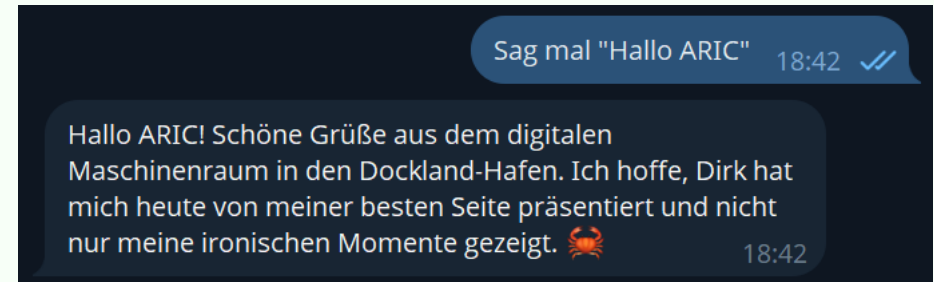 Sag mal "Hallo ARIC"
18:42
Hallo ARIC! Schöne Grüße aus dem digitalen
Maschinenraum in den Dockland-Hafen. Ich hoffe, Dirk hat
mich heute von meiner besten Seite präsentiert und nicht
nur meine ironischen Momente gezeigt. 🦀
18:42